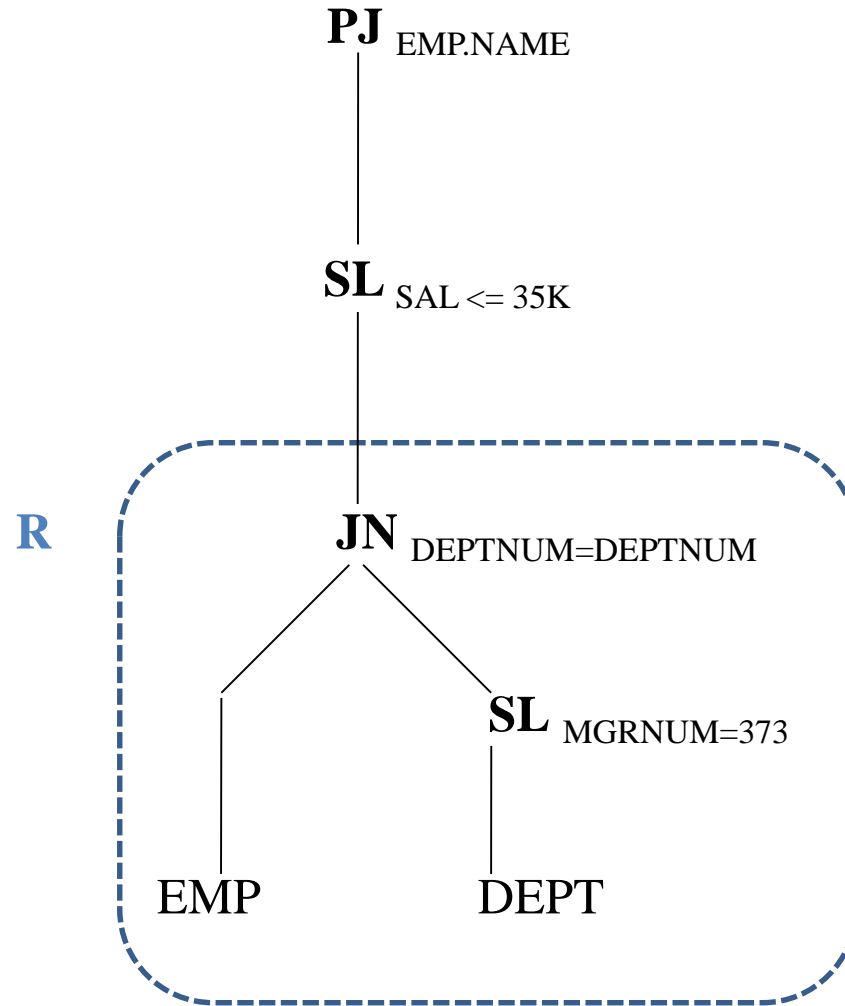 PJ EMP.NAME
SL SAL <= 35K
R
JN DEPTNUM=DEPTNUM
SL MGRNUM=373
EMP
DEPT